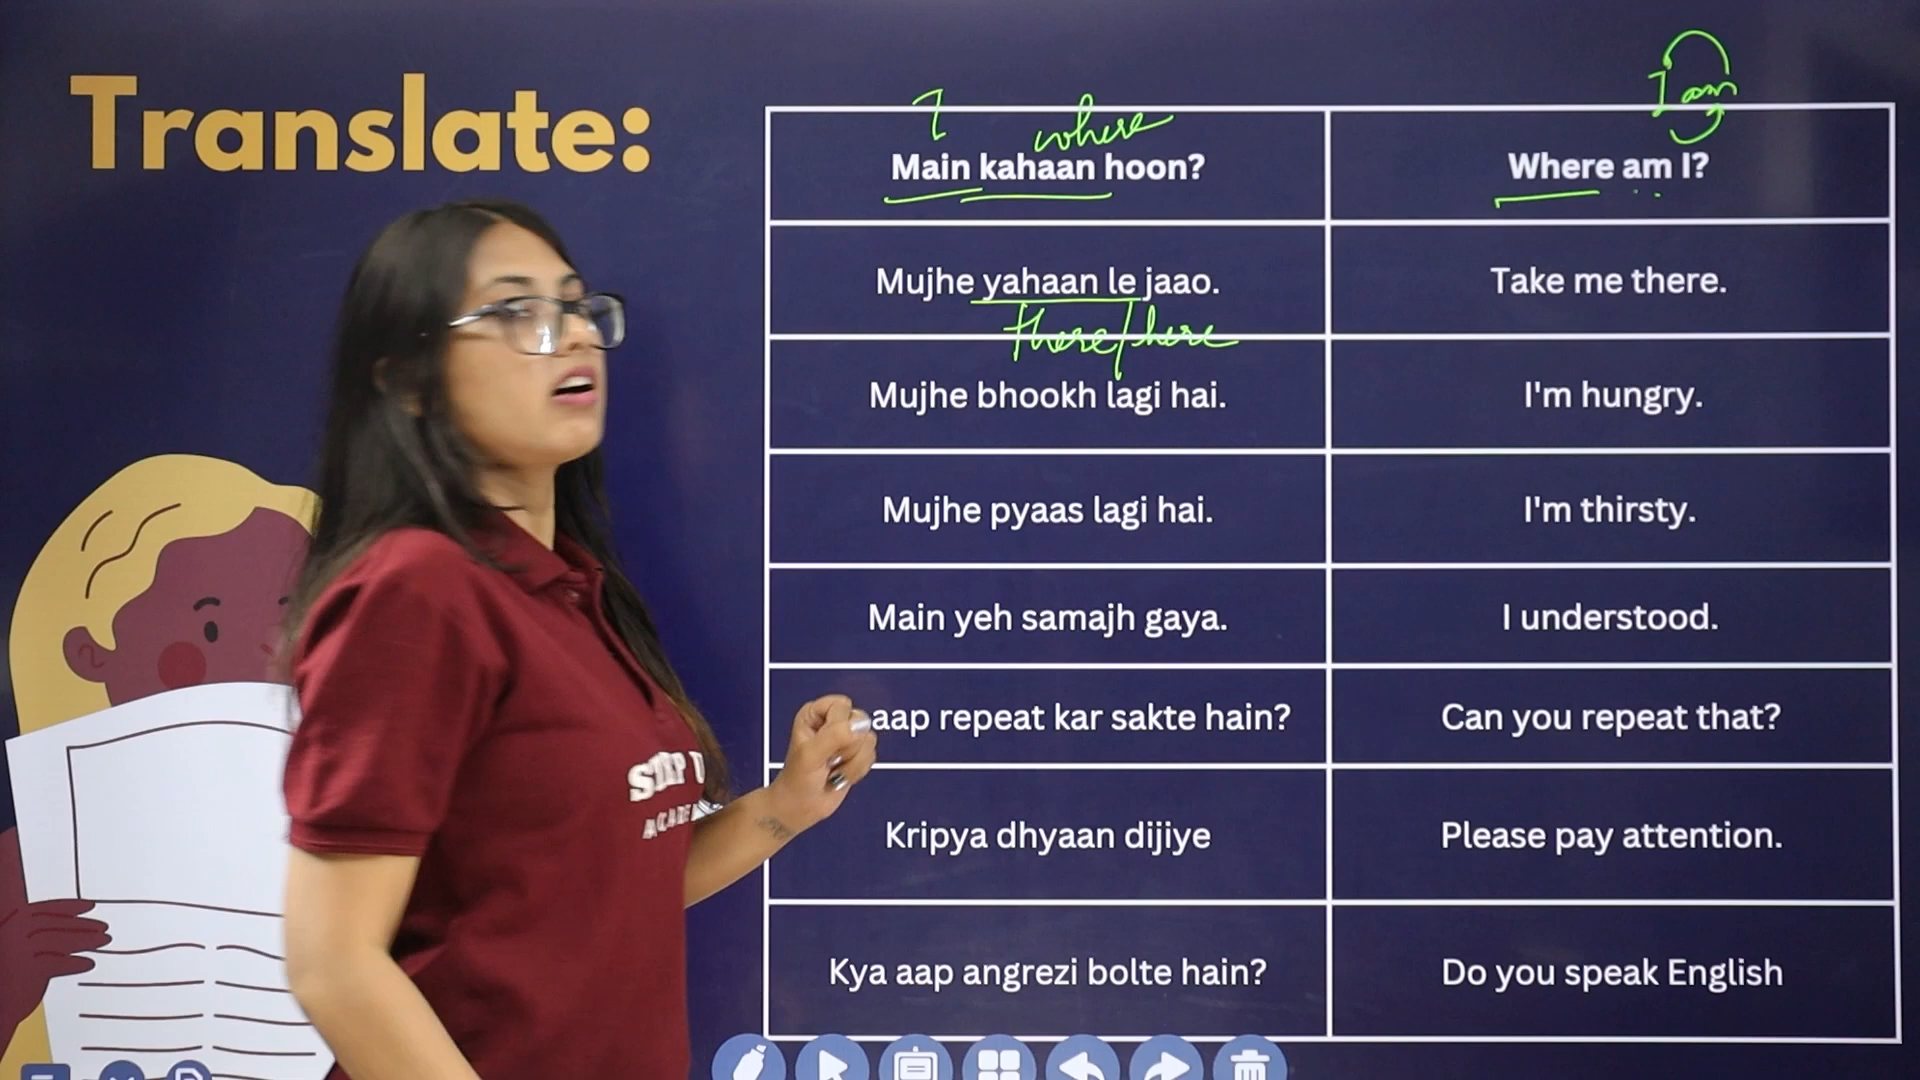 Translate:
I where
I am
Main kahaan hoon? Where am I?
Mujhe yahaan le jaao. Take me there.
there/here
Mujhe bhookh lagi hai. I'm hungry.
Mujhe pyaas lagi hai. I'm thirsty.
Main yeh samajh gaya. I understood.
aap repeat kar sakte hain? Can you repeat that?
Kripya dhyaan dijiye Please pay attention.
Kya aap angrezi bolte hain? Do you speak English